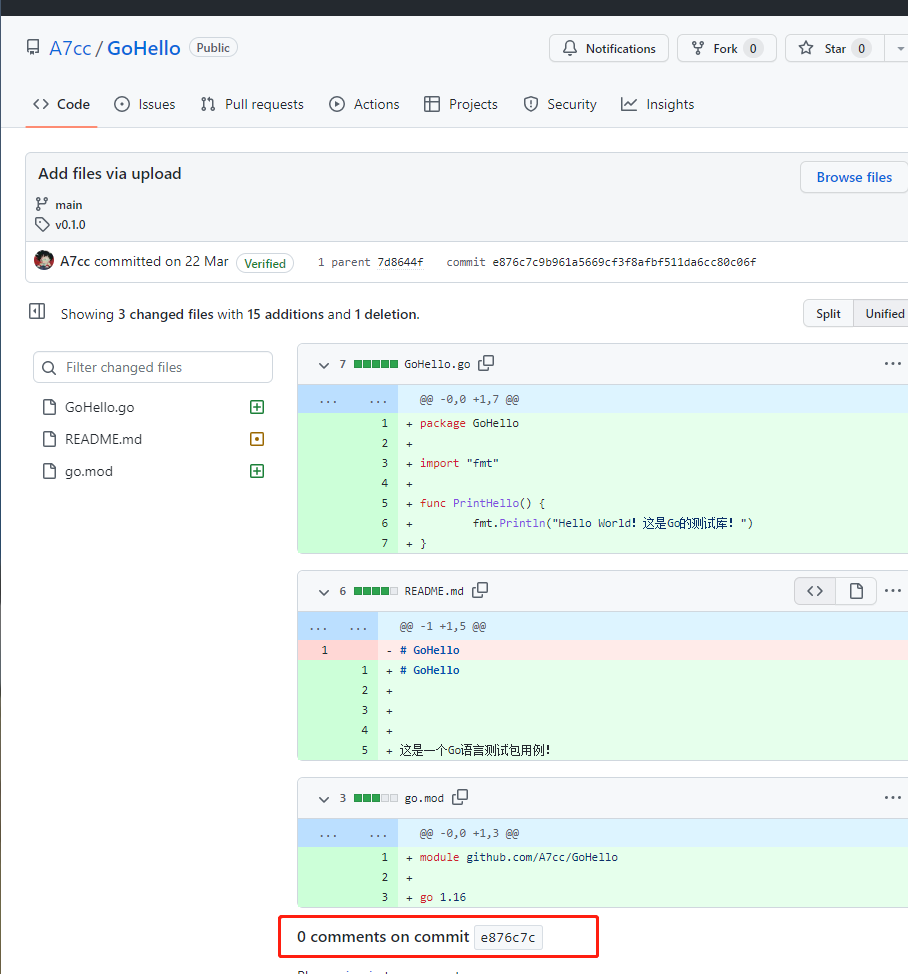 A7cc / GoHello Public
Notifications Fork 0 Star 0
Code Issues Pull requests Actions Projects Security Insights
Add files via upload
Browse files
main
v0.1.0
A7cc committed on 22 Mar Verified 1 parent 7d8644f commit e876c7c9b961a5669cf3f8afbf511da6cc80c06f
Showing 3 changed files with 15 additions and 1 deletion.
Split Unified
Filter changed files
GoHello.go
README.md
go.mod
7 GoHello.go ...
... ... @@ -0,0 +1,7 @@
1 + package GoHello
2 +
3 + import "fmt"
4 +
5 + func PrintHello() {
6 + fmt.Println("Hello World！这是Go的测试库！")
7 + }
6 README.md ...
... ... @@ -1 +1,5 @@
1 - # GoHello
1 + # GoHello
2 +
3 +
4 +
5 + 这是一个Go语言测试包用例！
3 go.mod ...
... ... @@ -0,0 +1,3 @@
1 + module github.com/A7cc/GoHello
2 +
3 + go 1.16
0 comments on commit e876c7c